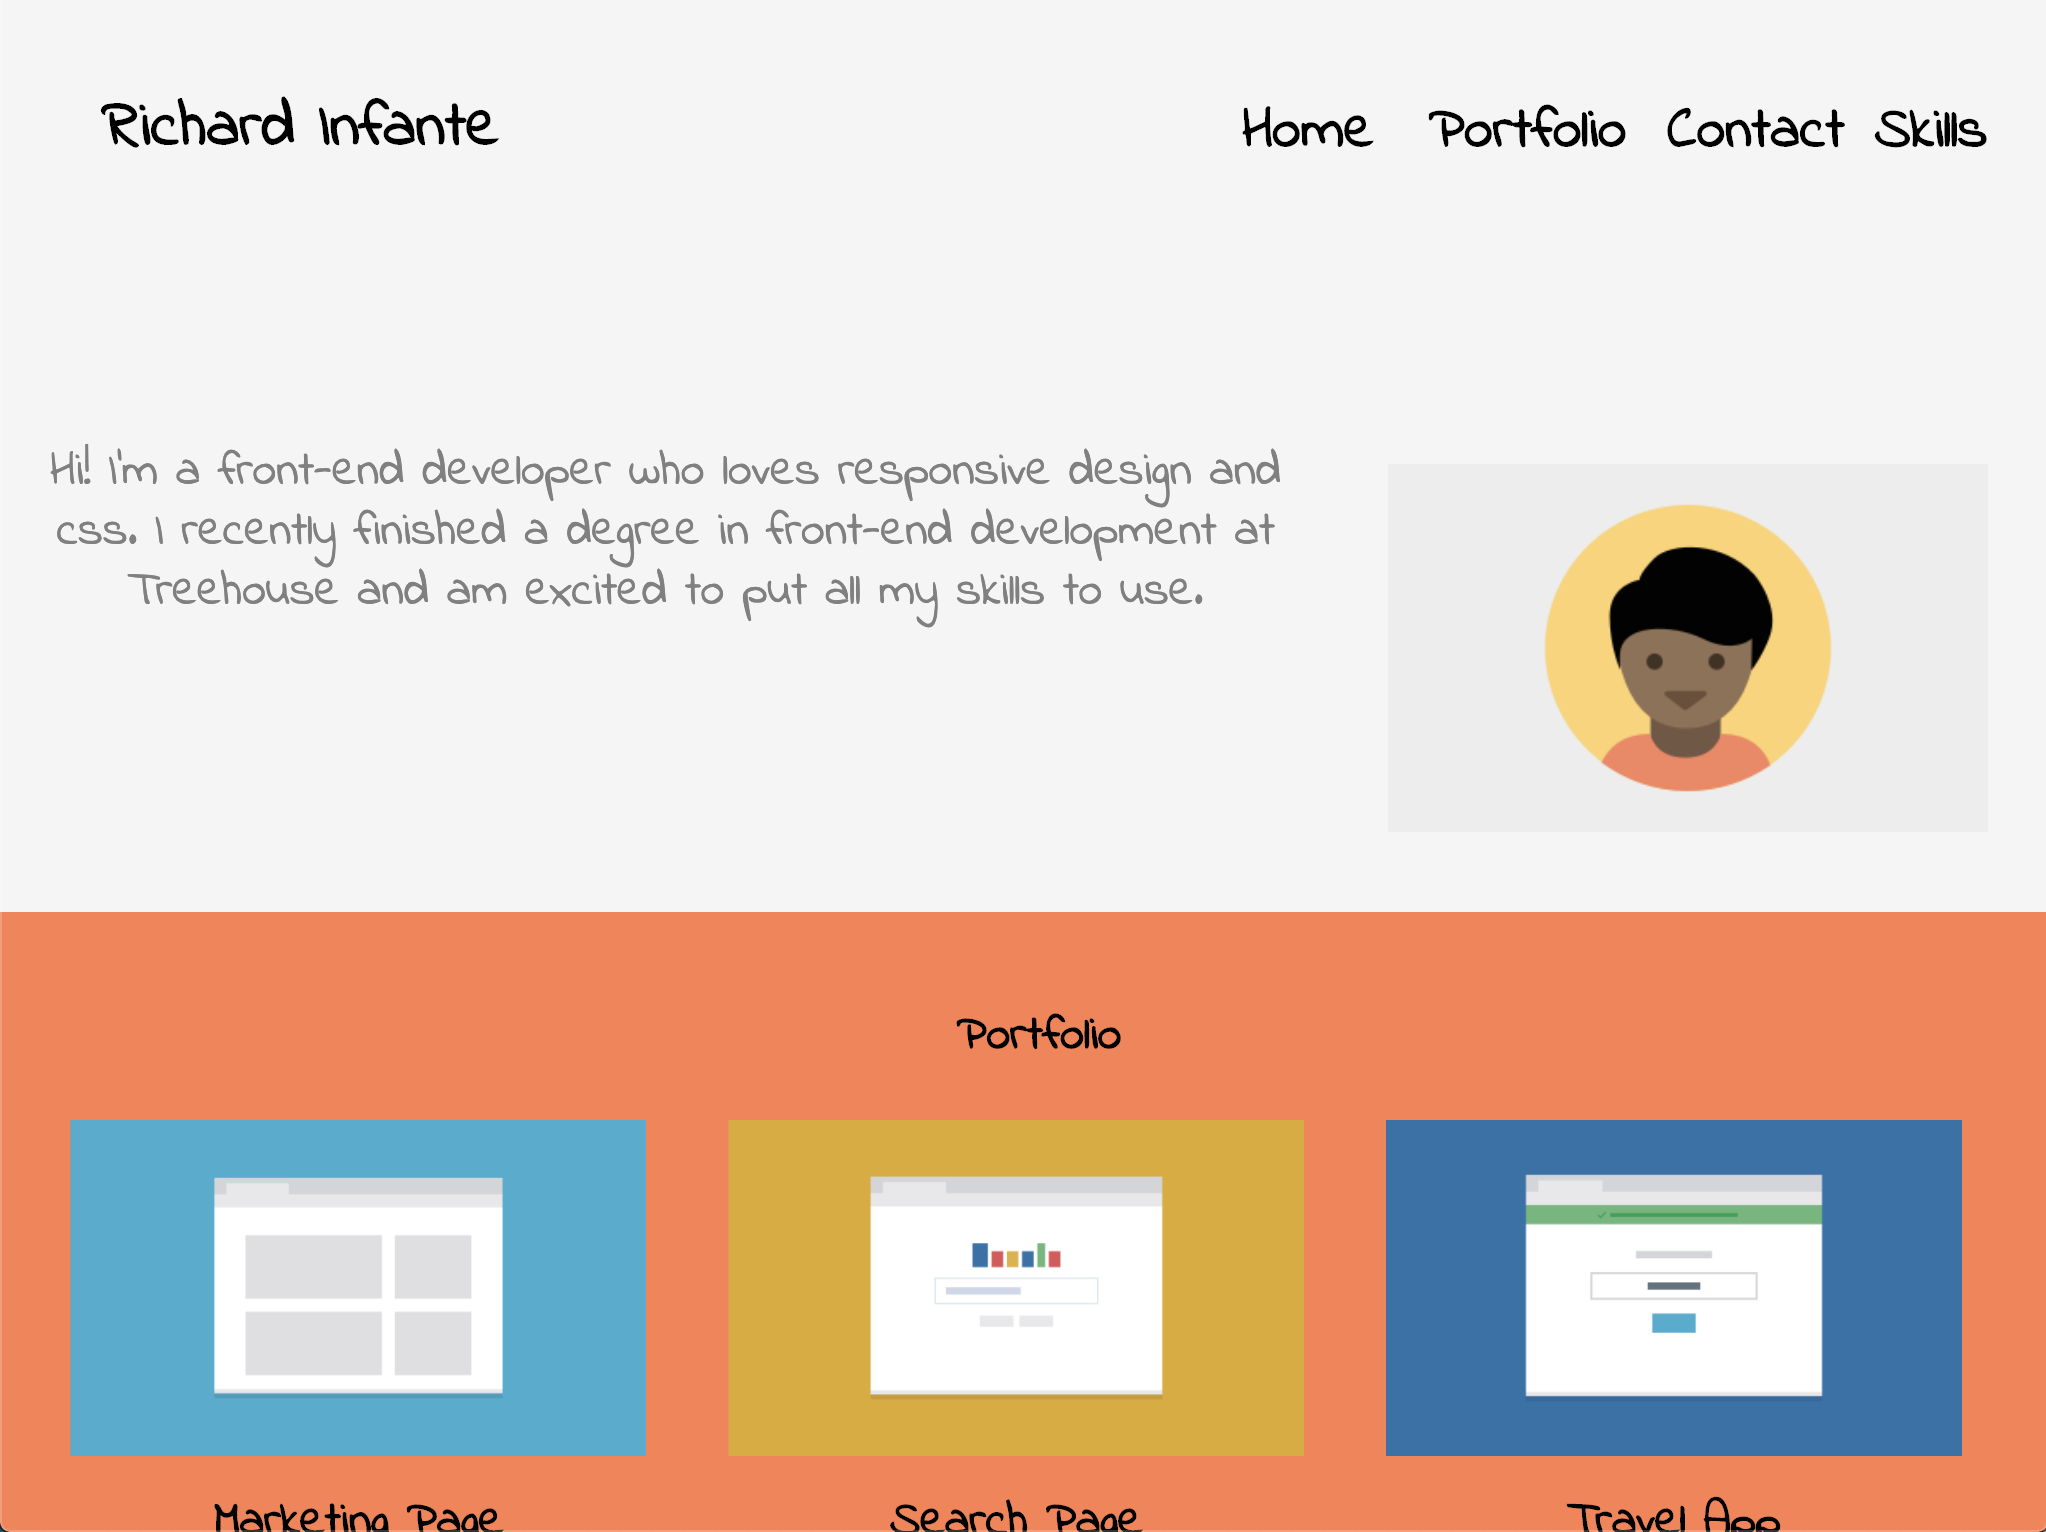 Richard Infante
Home Portfolio Contact Skills
Hi! I'm a front-end developer who loves responsive design and
css. I recently finished a degree in front-end development at
Treehouse and am excited to put all my skills to use.
Portfolio
Marketing Page Search Page Travel App